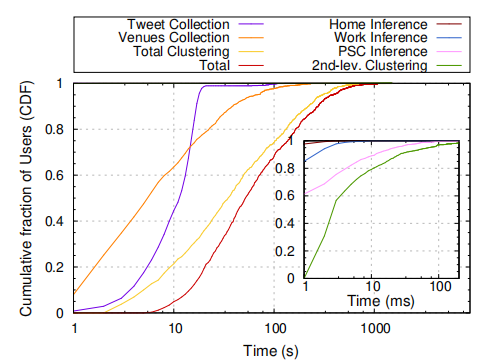 Tweet Collection
Venues Collection
Total Clustering
Total
Home Inference
Work Inference
PSC Inference
2nd-lev. Clustering
Cumulative fraction of Users (CDF)
1
0.8
0.6
0.4
0.2
0
1
10
100
1000
Time (s)
1
0.8
0.6
0.4
0.2
0
1
10
100
Time (ms)